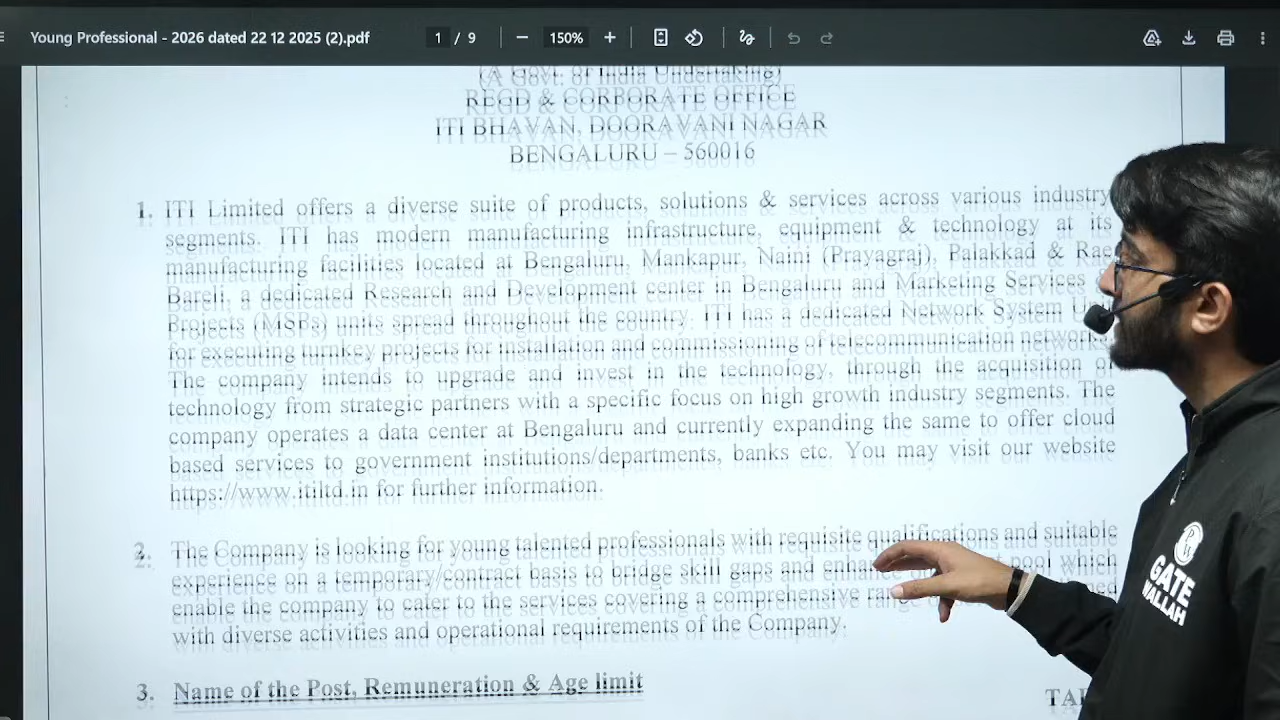 Young Professional - 2026 dated 22 12 2025 (2).pdf
1 / 9
150%
(A Govt. of India Undertaking)
REGD & CORPORATE OFFICE
ITI BHAVAN, DOORAVANI NAGAR
BENGALURU – 560016
1. ITI Limited offers a diverse suite of products, solutions & services across various industry
segments. ITI has modern manufacturing infrastructure, equipment & technology at its
manufacturing facilities located at Bengaluru, Mankapur, Naini (Prayagraj), Palakkad & Rae
Bareli, a dedicated Research and Development center in Bengaluru and Marketing Services
Projects (MSPs) units spread throughout the country. ITI has a dedicated Network System
for executing turnkey projects for installation and commissioning of telecommunication
The company intends to upgrade and invest in the technology, through the acquisition of
technology from strategic partners with a specific focus on high growth industry segments. The
company operates a data center at Bengaluru and currently expanding the same to offer cloud
based services to government institutions/departments, banks etc. You may visit our website
https://www.itiltd.in for further information.
2. The Company is looking for young talented professionals with requisite qualifications and suitable
experience on a temporary/contract basis to bridge skill gaps and pool which
enable the company to cater to the services covering a comprehensive
with diverse activities and operational requirements of the Company.
3. Name of the Post, Remuneration & Age limit
GATE
WALLAH